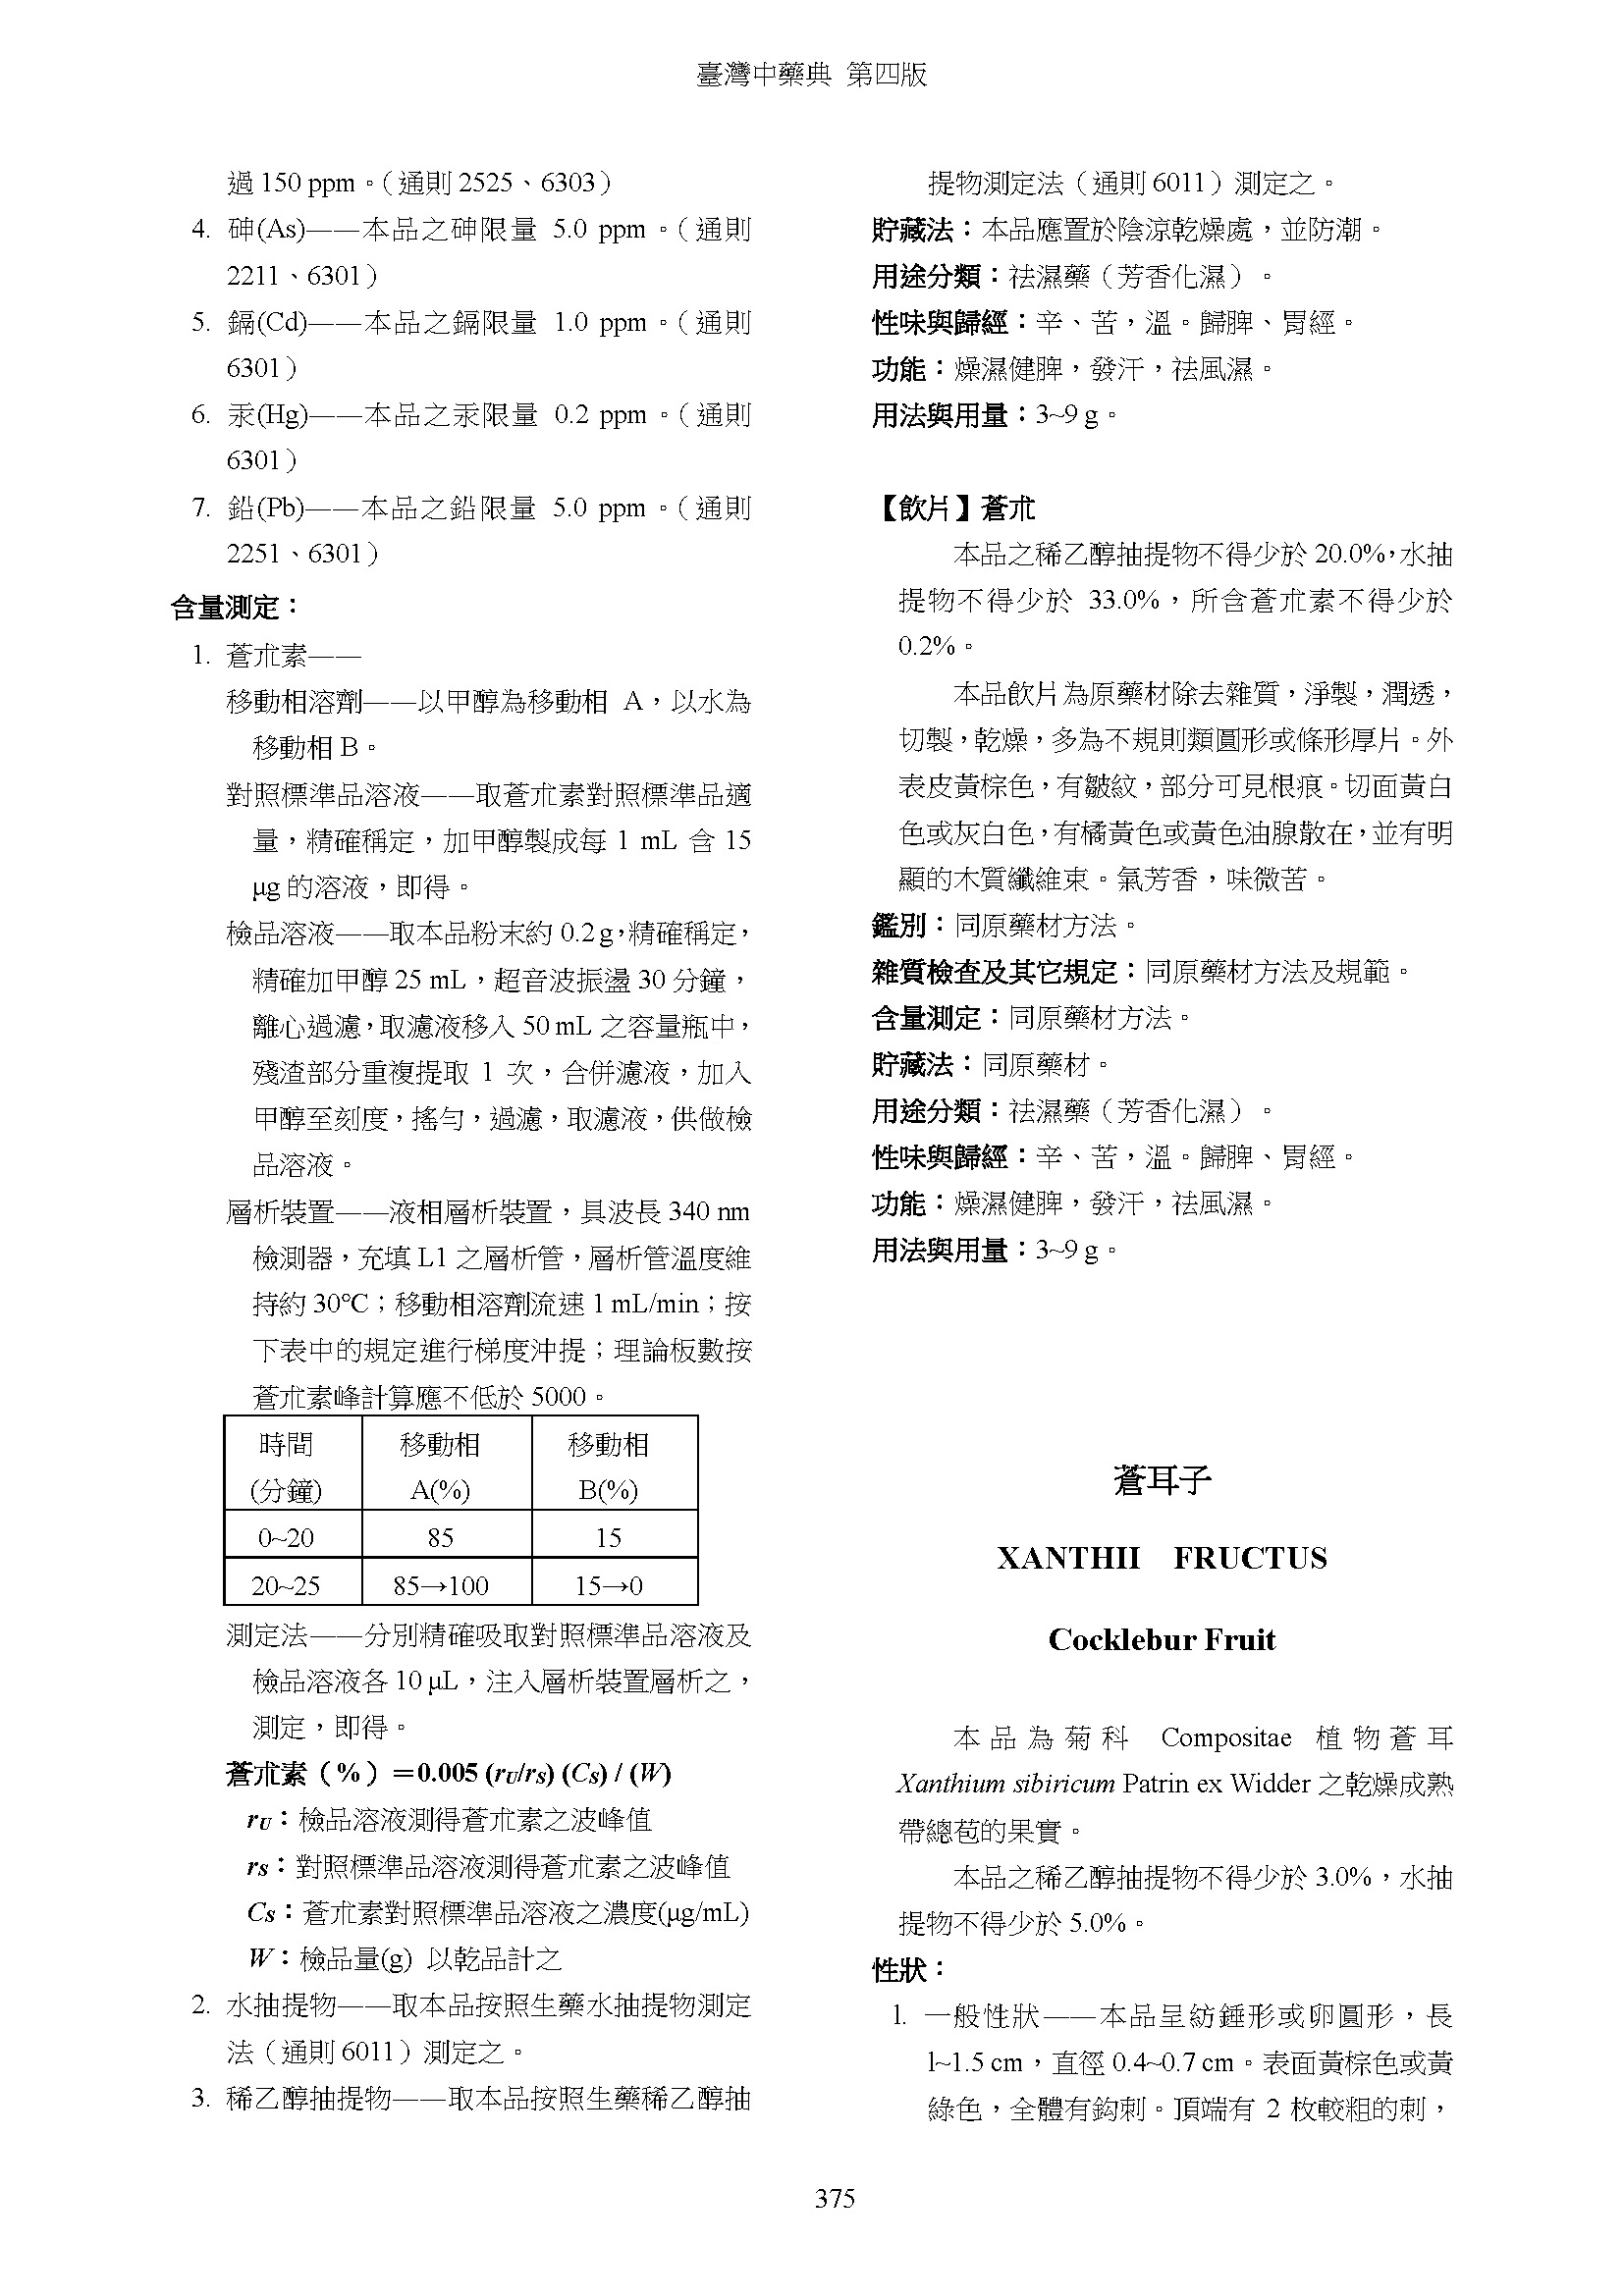 臺灣中藥典 第四版
過 150 ppm。（通則 2525、6303）
4. 砷(As)——本品之砷限量 5.0 ppm。（通則
2211、6301）
5. 鎘(Cd)——本品之鎘限量 1.0 ppm。（通則
6301）
6. 汞(Hg)——本品之汞限量 0.2 ppm。（通則
6301）
7. 鉛(Pb)——本品之鉛限量 5.0 ppm。（通則
2251、6301）
含量測定：
1. 蒼朮素——
移動相溶劑——以甲醇為移動相 A，以水為
移動相 B。
對照標準品溶液——取蒼朮素對照標準品適
量，精確稱定，加甲醇製成每 1 mL 含 15
μg 的溶液，即得。
檢品溶液——取本品粉末約 0.2 g，精確稱定，
精確加甲醇 25 mL，超音波振盪 30 分鐘，
離心過濾，取濾液移入 50 mL 之容量瓶中，
殘渣部分重複提取 1 次，合併濾液，加入
甲醇至刻度，搖勻，過濾，取濾液，供做檢
品溶液。
層析裝置——液相層析裝置，具波長 340 nm
檢測器，充填 L1 之層析管，層析管溫度維
持約 30℃；移動相溶劑流速 1 mL/min；按
下表中的規定進行梯度沖提；理論板數按
蒼朮素峰計算應不低於 5000。
時間 移動相 移動相
(分鐘) A(%) B(%)
0~20 85 15
20~25 85→100 15→0
測定法——分別精確吸取對照標準品溶液及
檢品溶液各 10 μL，注入層析裝置層析之，
測定，即得。
蒼朮素（%）＝0.005 (rU/rS) (CS) / (W)
rU：檢品溶液測得蒼朮素之波峰值
rS：對照標準品溶液測得蒼朮素之波峰值
CS：蒼朮素對照標準品溶液之濃度(μg/mL)
W：檢品量(g) 以乾品計之
2. 水抽提物——取本品按照生藥水抽提物測定
法（通則 6011）測定之。
3. 稀乙醇抽提物——取本品按照生藥稀乙醇抽
提物測定法（通則 6011）測定之。
貯藏法：本品應置於陰涼乾燥處，並防潮。
用途分類：祛濕藥（芳香化濕）。
性味與歸經：辛、苦，溫。歸脾、胃經。
功能：燥濕健脾，發汗，祛風濕。
用法與用量：3~9 g。
【飲片】蒼朮
本品之稀乙醇抽提物不得少於 20.0%，水抽
提物不得少於 33.0%，所含蒼朮素不得少於
0.2%。
本品飲片為原藥材除去雜質，淨製，潤透，
切製，乾燥，多為不規則類圓形或條形厚片。外
表皮黃棕色，有皺紋，部分可見根痕。切面黃白
色或灰白色，有橘黃色或黃色油腺散在，並有明
顯的木質纖維束。氣芳香，味微苦。
鑑別：同原藥材方法。
雜質檢查及其它規定：同原藥材方法及規範。
含量測定：同原藥材方法。
貯藏法：同原藥材。
用途分類：祛濕藥（芳香化濕）。
性味與歸經：辛、苦，溫。歸脾、胃經。
功能：燥濕健脾，發汗，祛風濕。
用法與用量：3~9 g。
蒼耳子
XANTHII FRUCTUS
Cocklebur Fruit
本品為菊科 Compositae 植物蒼耳
Xanthium sibiricum Patrin ex Widder 之乾燥成熟
帶總苞的果實。
本品之稀乙醇抽提物不得少於 3.0%，水抽
提物不得少於 5.0%。
性狀：
1. 一般性狀——本品呈紡錘形或卵圓形，長
1~1.5 cm，直徑 0.4~0.7 cm。表面黃棕色或黃
綠色，全體有鉤刺。頂端有 2 枚較粗的刺，
375